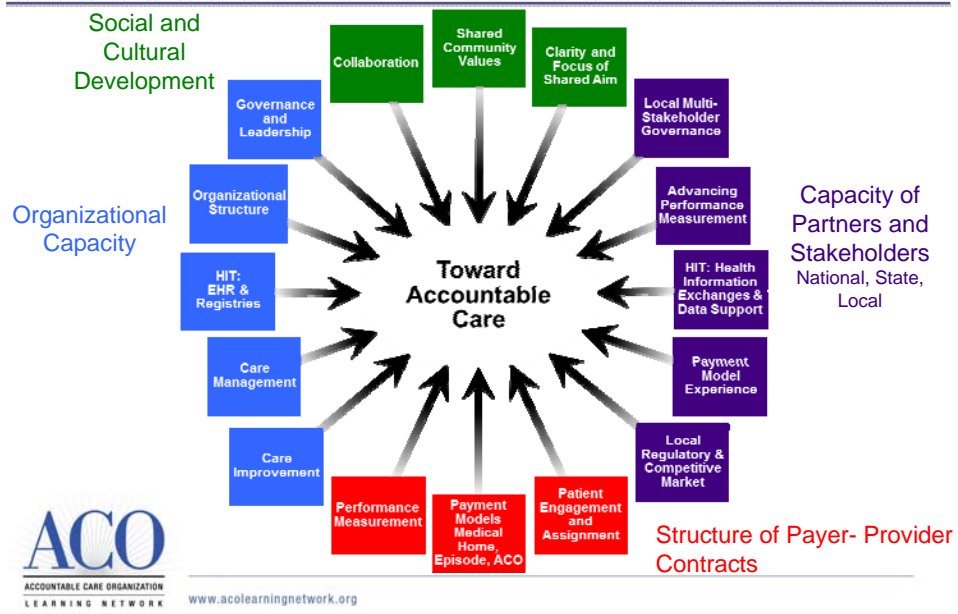 Social and
Cultural
Development
Collaboration
Shared
Community
Values
Clarity and
Focus of
Shared Aim
Governance
and
Leadership
Local Multi-
Stakeholder
Governance
Organizational
Capacity
Organizational
Structure
Advancing
Performance
Measurement
Capacity of
Partners and
Stakeholders
National, State,
Local
HIT:
EHR &
Registries
Toward
Accountable
Care
HIT: Health
Information
Exchanges &
Data Support
Care
Management
Payment
Model
Experience
Care
Improvement
Local
Regulatory &
Competitive
Market
Performance
Measurement
Payment
Models
Medical
Home,
Episode, ACO
Patient
Engagement
and
Assignment
Structure of Payer- Provider
Contracts
ACO
ACCOUNTABLE CARE ORGANIZATION
LEARNING NETWORK
www.acolearningnetwork.org